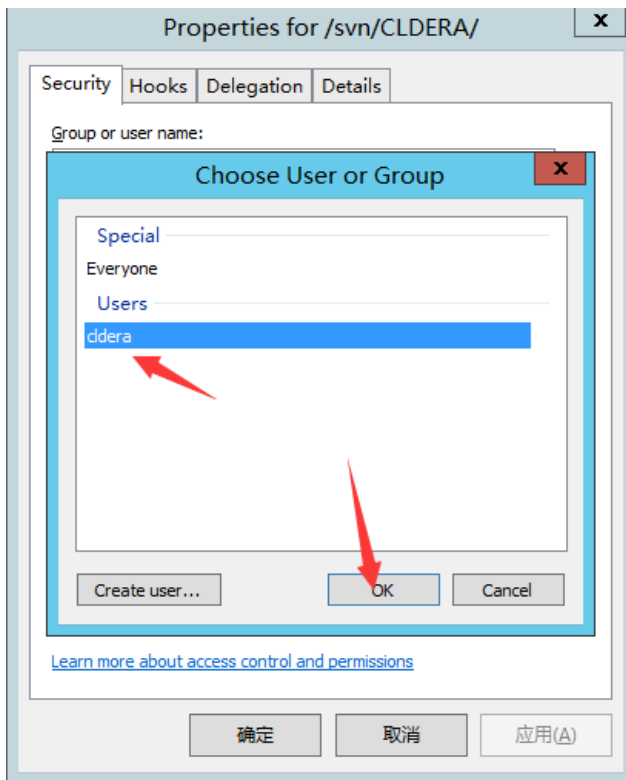 Properties for /svn/CLDERA/
x
Security Hooks Delegation Details
Group or user name:
Choose User or Group
x
Special
Everyone
Users
cldera
Create user... OK Cancel
Learn more about access control and permissions
确定 取消 应用(A)